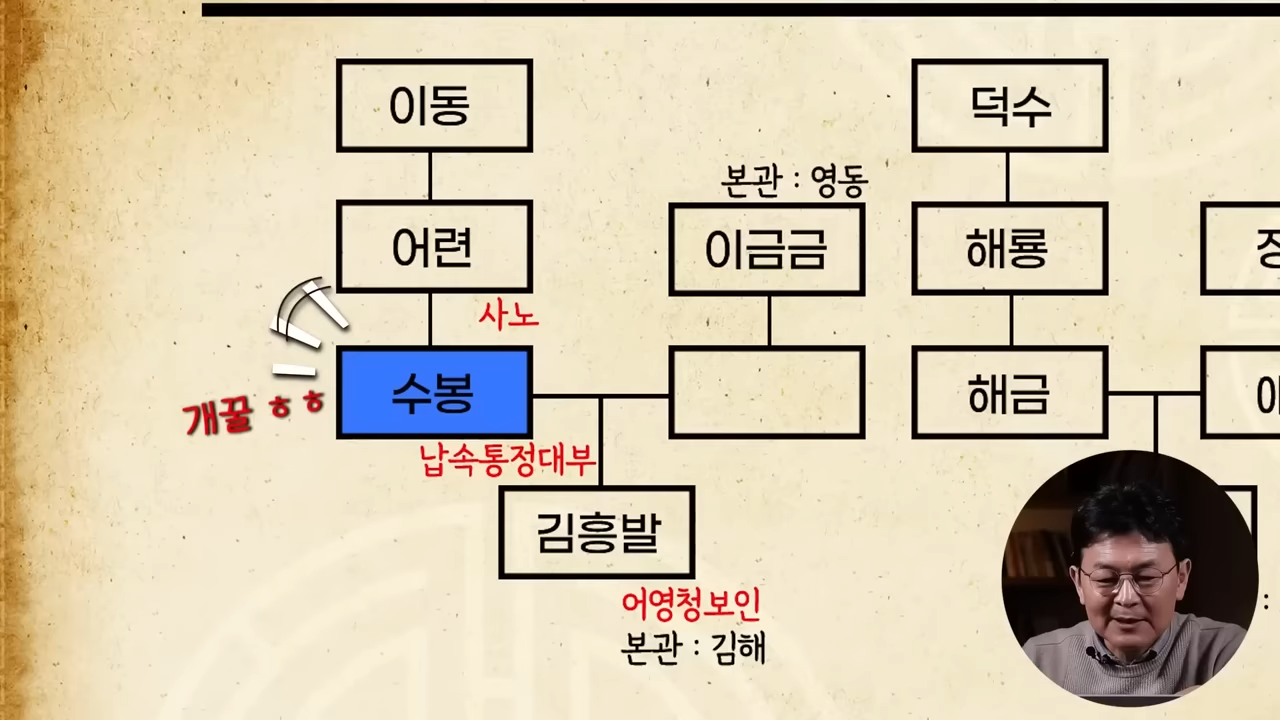 이동
덕수
본관 : 영동
어련
이금금
해룡
사노
수봉
해금
개꿀 ㅎㅎ
납속통정대부
김흥발
어영청보인
본관 : 김해